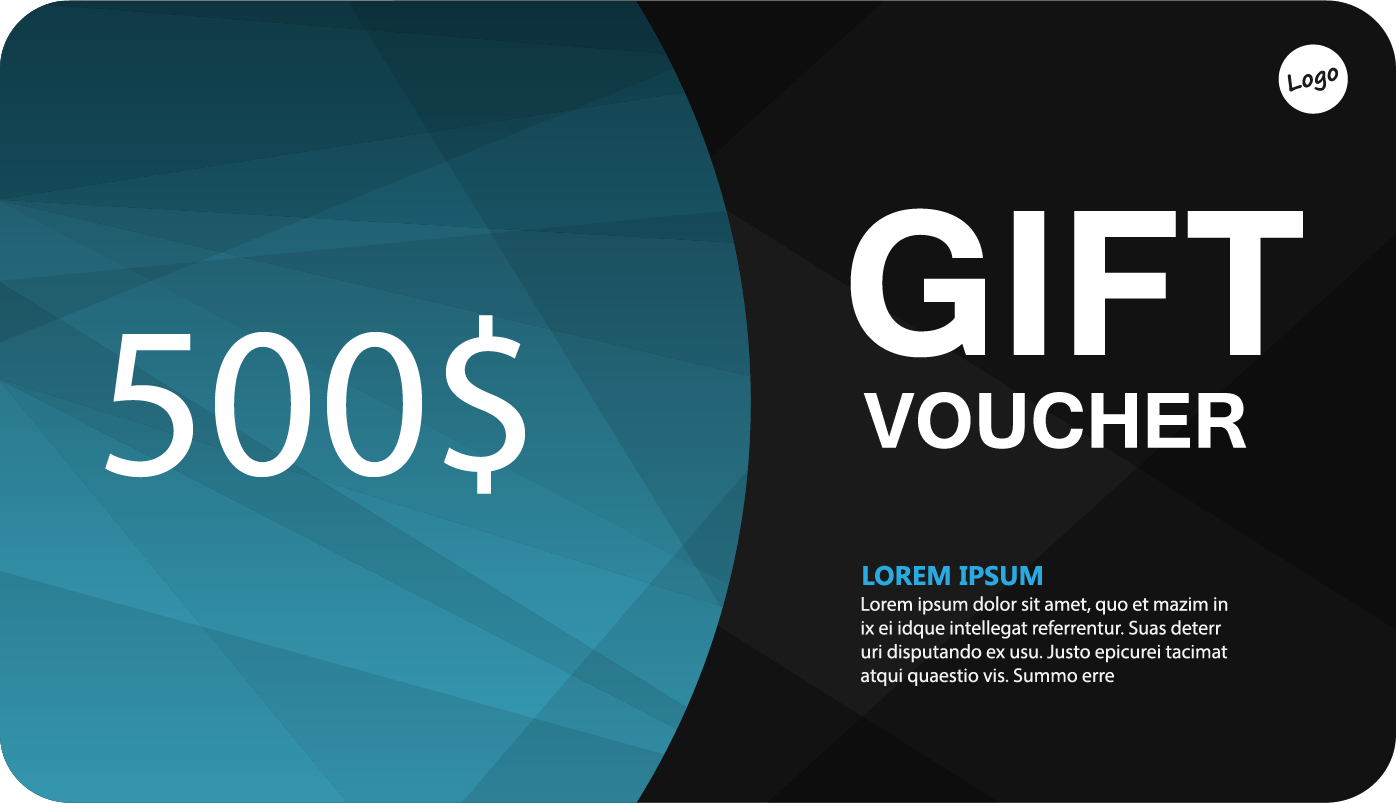 Logo
500$
GIFT
VOUCHER
LOREM IPSUM
Lorem ipsum dolor sit amet, quo et mazim in
ix ei idque intellegat referrentur. Suas deterr
uri disputando ex usu. Justo epicurei tacimat
atqui quaestio vis. Summo erre